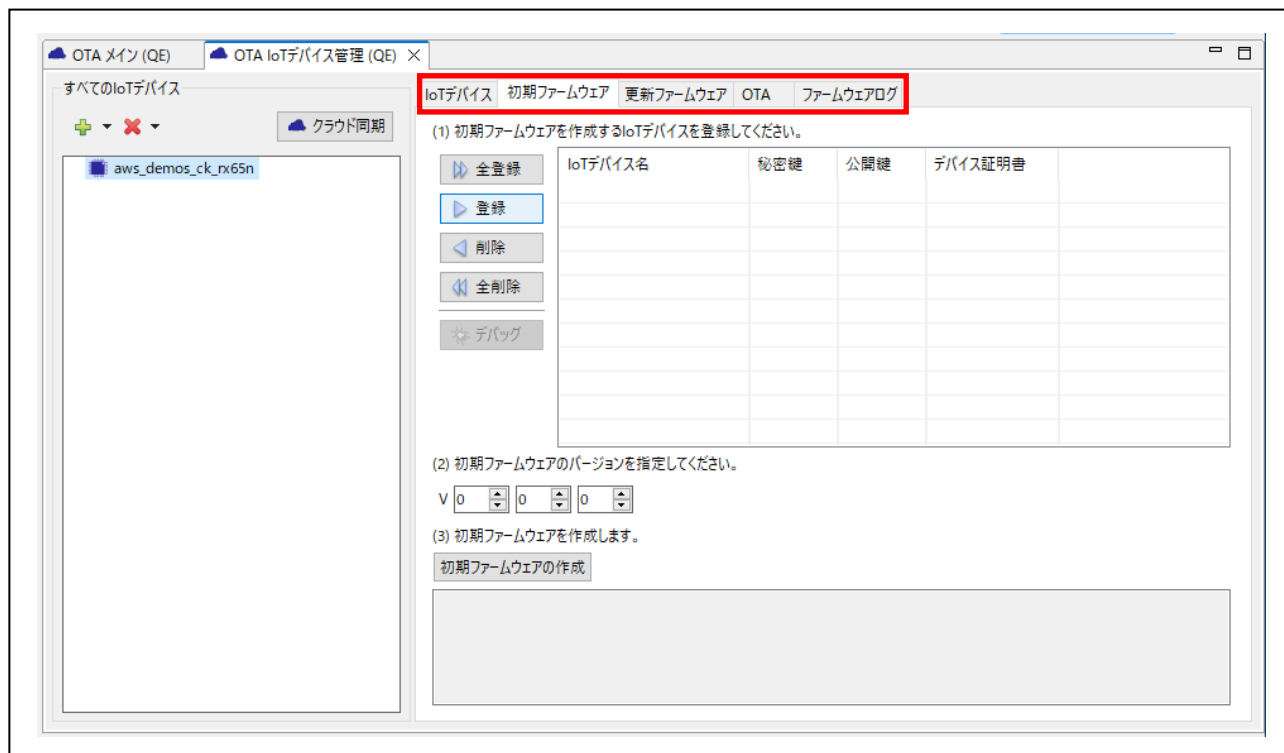 OTA メイン (QE)
OTA IoTデバイス管理 (QE)
すべてのIoTデバイス
クラウド同期
aws_demos_ck_rx65n
IoTデバイス 初期ファームウェア 更新ファームウェア OTA ファームウェアログ
(1) 初期ファームウェアを作成するIoTデバイスを登録してください。
全登録
登録
削除
全削除
デバッグ
IoTデバイス名 秘密鍵 公開鍵 デバイス証明書
(2) 初期ファームウェアのバージョンを指定してください。
V 0 0 0
(3) 初期ファームウェアを作成します。
初期ファームウェアの作成